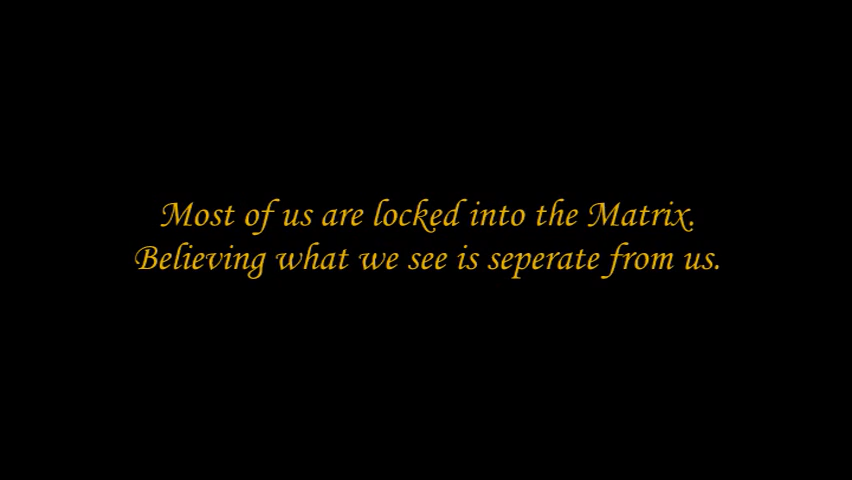 Most of us are locked into the Matrix.
Believing what we see is seperate from us.